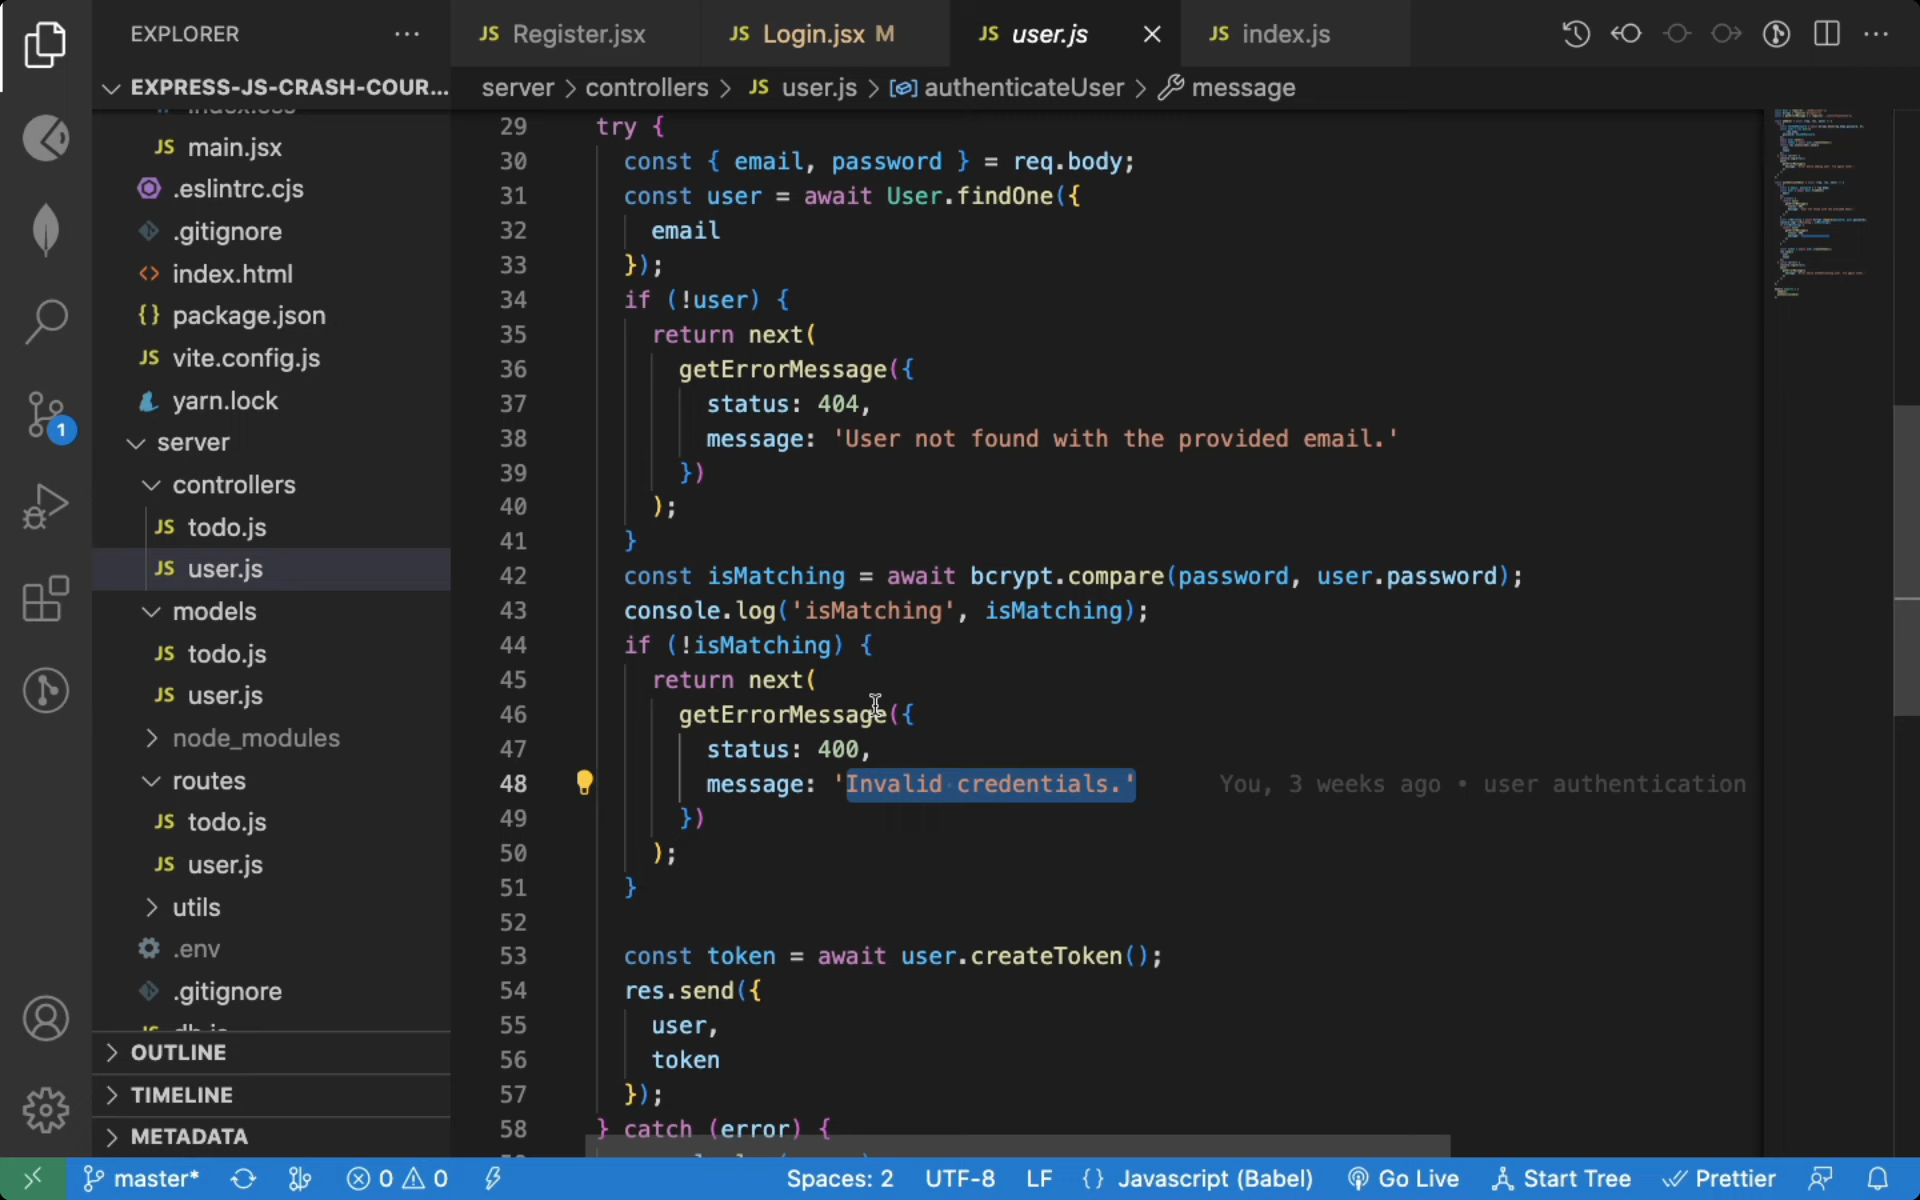 EXPLORER
EXPRESS-JS-CRASH-COUR...
main.jsx
.eslintrc.cjs
.gitignore
index.html
package.json
vite.config.js
yarn.lock
server
controllers
todo.js
user.js
models
todo.js
user.js
node_modules
routes
todo.js
user.js
utils
.env
.gitignore
OUTLINE
TIMELINE
METADATA
JS Register.jsx JS Login.jsx M JS user.js JS index.js
server > controllers > JS user.js > authenticateUser > message
29 try {
30 const { email, password } = req.body;
31 const user = await User.findOne({
32 email
33 });
34 if (!user) {
35 return next(
36 getErrorMessage({
37 status: 404,
38 message: 'User not found with the provided email.'
39 })
40 );
41 }
42 const isMatching = await bcrypt.compare(password, user.password);
43 console.log('isMatching', isMatching);
44 if (!isMatching) {
45 return next(
46 getErrorMessage({
47 status: 400,
48 message: 'Invalid credentials.' You, 3 weeks ago • user authentication
49 })
50 );
51 }
52
53 const token = await user.createToken();
54 res.send({
55 user,
56 token
57 });
58 } catch (error) {
1
master* 0 0 Spaces: 2 UTF-8 LF {} Javascript (Babel) Go Live Start Tree Prettier